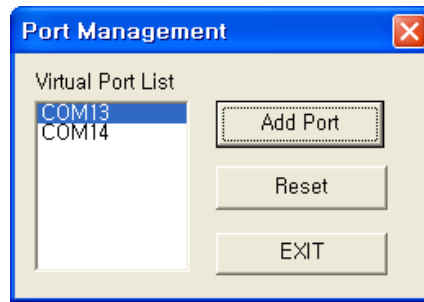 Port Management
Virtual Port List
COM13
COM14
Add Port
Reset
EXIT